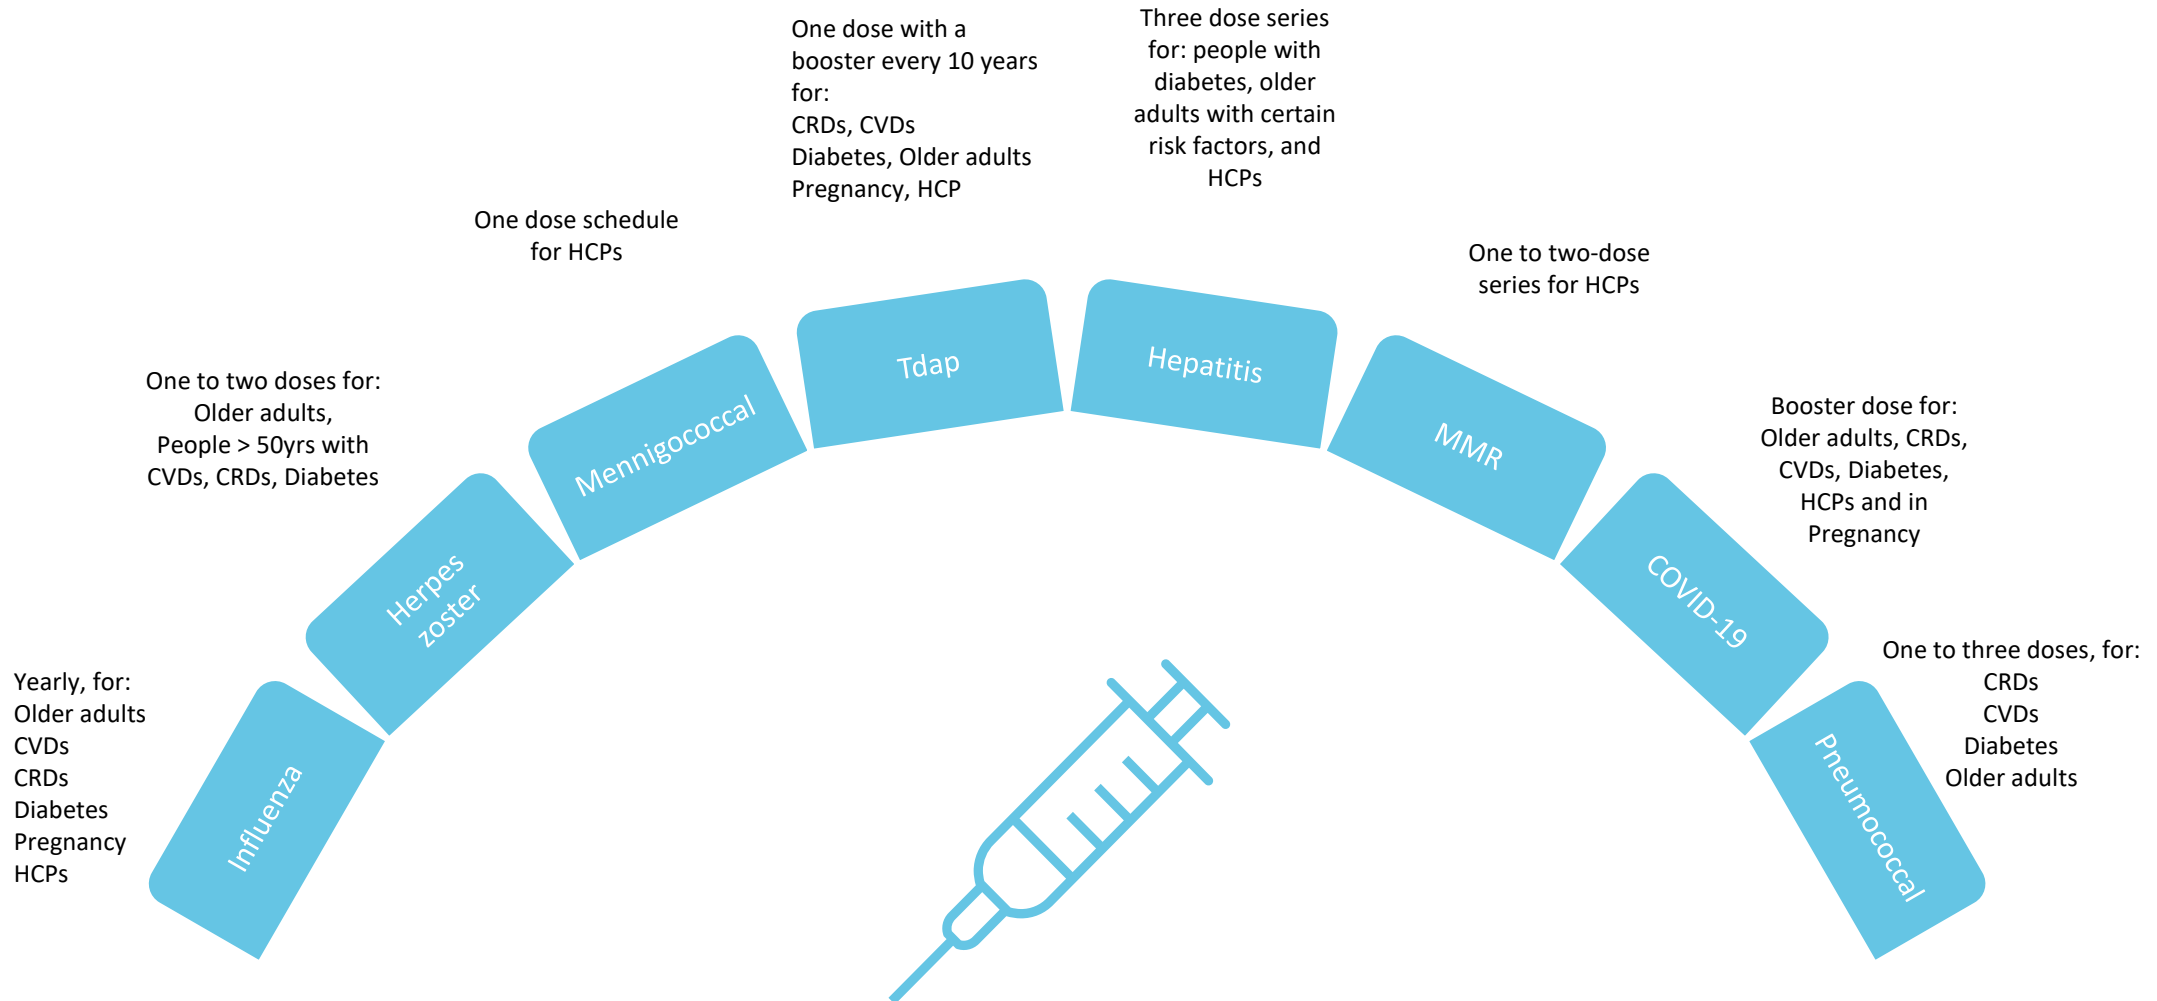 Yearly, for:
Older adults
CVDs
CRDs
Diabetes
Pregnancy
HCPs
Influenza
One to two doses for:
Older adults,
People > 50yrs with
CVDs, CRDs, Diabetes
Herpes
zoster
One dose schedule
for HCPs
Mennigococcal
One dose with a
booster every 10 years
for:
CRDs, CVDs
Diabetes, Older adults
Pregnancy, HCP
Tdap
Three dose series
for: people with
diabetes, older
adults with certain
risk factors, and
HCPs
Hepatitis
One to two-dose
series for HCPs
MMR
Booster dose for:
Older adults, CRDs,
CVDs, Diabetes,
HCPs and in
Pregnancy
COVID-19
One to three doses, for:
CRDs
CVDs
Diabetes
Older adults
Pneumococcal